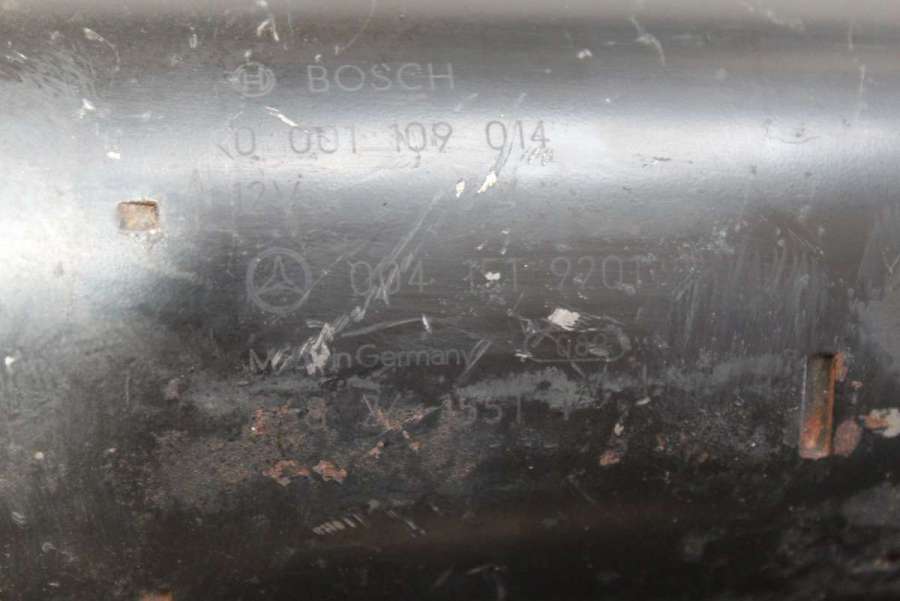 BOSCH
0 001 109 014
12V
004 151 9201
Made in Germany